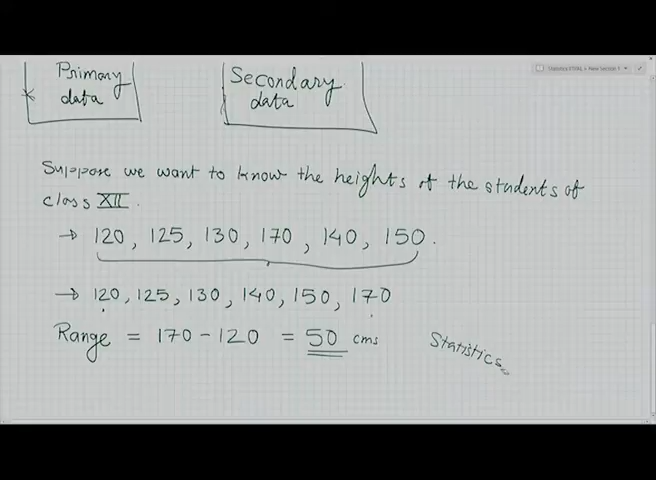 Primary
data
Secondary
data
Suppose we want to know the heights of the students of
class XII.
→ 120, 125, 130, 170, 140, 150.
→ 120, 125, 130, 140, 150, 170
Range = 170 - 120 = 50 cms
Statistics